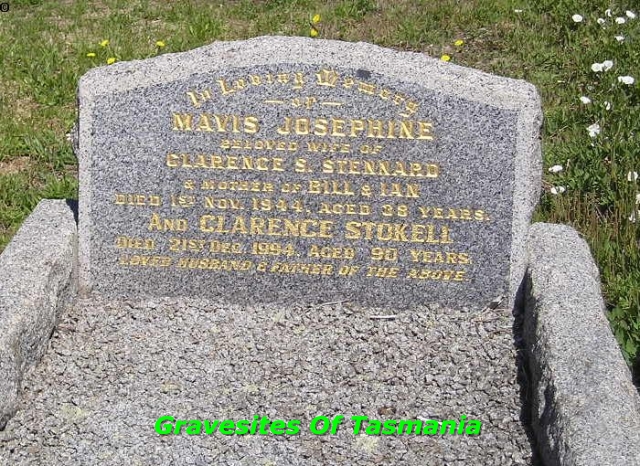 In Loving Memory
OF
MAVIS JOSEPHINE
BELOVED WIFE OF
CLARENCE S. STENNARD
& MOTHER OF BILL & IAN
DIED 1ST NOV. 1944. AGED 38 YEARS.
AND CLARENCE STOKELL
DIED 21ST DEC. 1994. AGED 90 YEARS
LOVED HUSBAND & FATHER OF THE ABOVE
Gravesites Of Tasmania